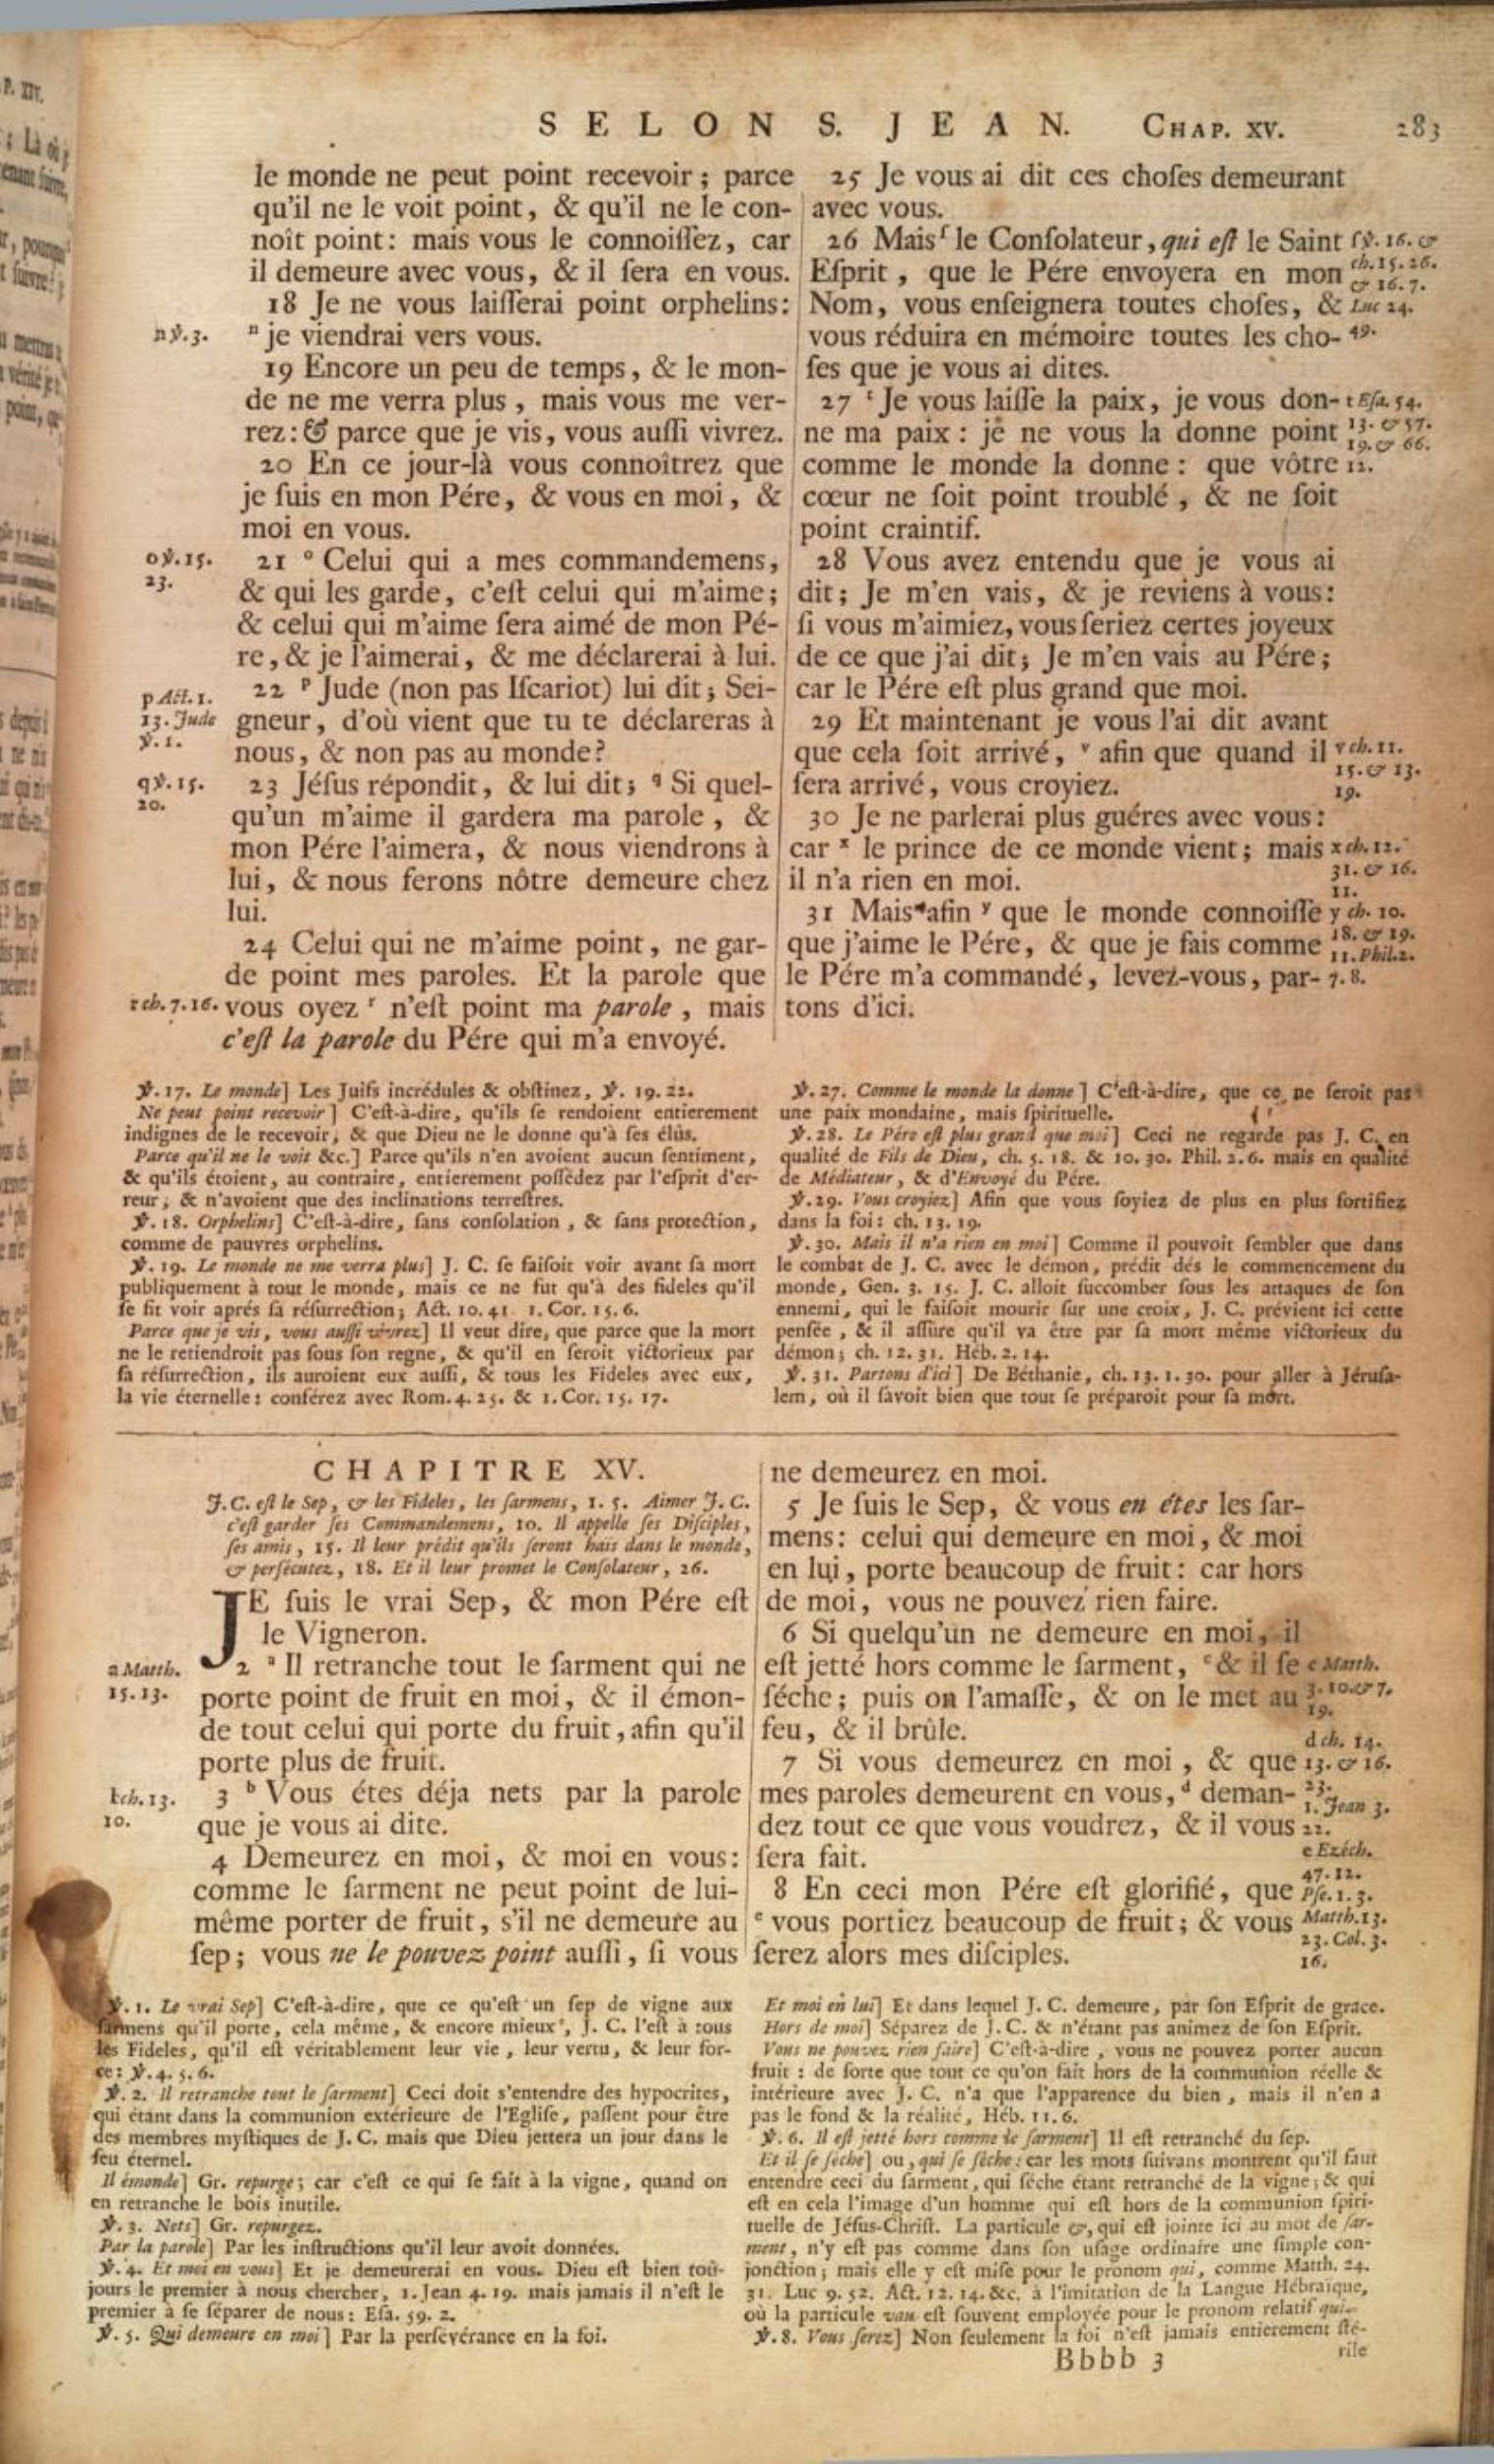 SELON S. JEAN. CHAP. XV. 283
le monde ne peut point recevoir ; parce
qu'il ne le voit point, & qu'il ne le con-
noît point: mais vous le connoiſſez, car
il demeure avec vous, & il ſera en vous.
18 Je ne vous laiſſerai point orphelins:
n ℣. 3.
ⁿ je viendrai vers vous.
19 Encore un peu de temps, & le mon-
de ne me verra plus, mais vous me ver-
rez: & parce que je vis, vous auſſi vivrez.
20 En ce jour-là vous connoîtrez que
je ſuis en mon Pére, & vous en moi, &
moi en vous.
o ℣. 15.
23.
21 ᵒ Celui qui a mes commandemens,
& qui les garde, c'eſt celui qui m'aime;
& celui qui m'aime ſera aimé de mon Pé-
re, & je l'aimerai, & me déclarerai à lui.
p Act. 1.
13. Jude
℣. 1.
22 ᵖ Jude (non pas Iſcariot) lui dit; Sei-
gneur, d'où vient que tu te déclareras à
nous, & non pas au monde?
q ℣. 15.
20.
23 Jéſus répondit, & lui dit; ᑫ Si quel-
qu'un m'aime il gardera ma parole, &
mon Pére l'aimera, & nous viendrons à
lui, & nous ferons nôtre demeure chez
lui.
24 Celui qui ne m'aime point, ne gar-
de point mes paroles. Et la parole que
r ch. 7. 16.
vous oyez ʳ n'eſt point ma parole, mais
c'eſt la parole du Pére qui m'a envoyé.
25 Je vous ai dit ces choſes demeurant
avec vous.
26 Mais ſ le Conſolateur, qui eſt le Saint
Eſprit, que le Pére envoyera en mon
Nom, vous enſeignera toutes choſes, &
vous réduira en mémoire toutes les cho-
ſes que je vous ai dites.
ſ ℣. 16. &
ch. 15. 26.
& 16. 7.
Luc 24.
49.
27 ᵗ Je vous laiſſe la paix, je vous don-
ne ma paix : je ne vous la donne point
comme le monde la donne : que vôtre
cœur ne ſoit point troublé, & ne ſoit
point craintif.
t Eſa. 54.
13. & 57.
19. & 66.
12.
28 Vous avez entendu que je vous ai
dit; Je m'en vais, & je reviens à vous:
ſi vous m'aimiez, vous ſeriez certes joyeux
de ce que j'ai dit; Je m'en vais au Pére;
car le Pére eſt plus grand que moi.
29 Et maintenant je vous l'ai dit avant
que cela ſoit arrivé, ᵛ afin que quand il
ſera arrivé, vous croyiez.
v ch. 11.
15. & 13.
19.
30 Je ne parlerai plus guéres avec vous:
car ˣ le prince de ce monde vient; mais
il n'a rien en moi.
x ch. 12.
31. & 16.
11.
31 Mais afin ʸ que le monde connoiſſe
que j'aime le Pére, & que je fais comme
le Pére m'a commandé, levez-vous, par-
tons d'ici.
y ch. 10.
18. & 19.
11. Phil. 2.
7. 8.
℣. 17. Le monde] Les Juifs incrédules & obſtinez, ℣. 19. 22.
Ne peut point recevoir] C'eſt-à-dire, qu'ils ſe rendoient entierement
indignes de le recevoir, & que Dieu ne le donne qu'à ſes élûs.
Parce qu'il ne le voit &c.] Parce qu'ils n'en avoient aucun ſentiment,
& qu'ils étoient, au contraire, entierement poſſédez par l'eſprit d'er-
reur, & n'avoient que des inclinations terreſtres.
℣. 18. Orphelins] C'eſt-à-dire, ſans conſolation, & ſans protection,
comme de pauvres orphelins.
℣. 19. Le monde ne me verra plus] J. C. ſe faiſoit voir avant ſa mort
publiquement à tout le monde, mais ce ne fut qu'à des fideles qu'il
ſe fit voir aprés ſa réſurrection; Act. 10. 41. 1. Cor. 15. 6.
Parce que je vis, vous auſſi vivrez] Il veut dire, que parce que la mort
ne le retiendroit pas ſous ſon regne, & qu'il en ſeroit victorieux par
ſa réſurrection, ils auroient eux auſſi, & tous les Fideles avec eux,
la vie éternelle: conférez avec Rom. 4. 25. & 1. Cor. 15. 17.
℣. 27. Comme le monde la donne] C'eſt-à-dire, que ce ne ſeroit pas
une paix mondaine, mais ſpirituelle.
℣. 28. Le Pére eſt plus grand que moi] Ceci ne regarde pas J. C. en
qualité de Fils de Dieu, ch. 5. 18. & 10. 30. Phil. 2. 6. mais en qualité
de Médiateur, & d'Envoyé du Pére.
℣. 29. Vous croyiez] Afin que vous ſoyiez de plus en plus fortifiez
dans la foi: ch. 13. 19.
℣. 30. Mais il n'a rien en moi] Comme il pouvoit ſembler que dans
le combat de J. C. avec le démon, prédit dés le commencement du
monde, Gen. 3. 15. J. C. alloit ſuccomber ſous les attaques de ſon
ennemi, qui le faiſoit mourir ſur une croix, J. C. prévient ici cette
penſée, & il aſſûre qu'il va être par ſa mort même victorieux du
démon; ch. 12. 31. Héb. 2. 14.
℣. 31. Partons d'ici] De Béthanie, ch. 13. 1. 30. pour aller à Jéruſa-
lem, où il ſavoit bien que tout ſe préparoit pour ſa mort.
CHAPITRE XV.
J. C. eſt le Sep, & les Fideles, les ſarmens, 1. 5. Aimer J. C.
c'eſt garder ſes Commandemens, 10. Il appelle ſes Diſciples,
ſes amis, 15. Il leur prédit qu'ils ſeront haïs dans le monde,
& perſécutez, 18. Et il leur promet le Conſolateur, 26.
JE ſuis le vrai Sep, & mon Pére eſt
le Vigneron.
a Matth.
15. 13.
2 ᵃ Il retranche tout le ſarment qui ne
porte point de fruit en moi, & il émon-
de tout celui qui porte du fruit, afin qu'il
porte plus de fruit.
b ch. 13.
10.
3 ᵇ Vous étes déja nets par la parole
que je vous ai dite.
4 Demeurez en moi, & moi en vous:
comme le ſarment ne peut point de lui-
même porter de fruit, s'il ne demeure au
ſep; vous ne le pouvez point auſſi, ſi vous
ne demeurez en moi.
5 Je ſuis le Sep, & vous en étes les ſar-
mens: celui qui demeure en moi, & moi
en lui, porte beaucoup de fruit: car hors
de moi, vous ne pouvez rien faire.
6 Si quelqu'un ne demeure en moi, il
eſt jetté hors comme le ſarment, ᶜ & il ſe
ſéche; puis on l'amaſſe, & on le met au
feu, & il brûle.
c Matth.
3. 10. & 7.
19.
7 Si vous demeurez en moi, & que
mes paroles demeurent en vous, ᵈ deman-
dez tout ce que vous voudrez, & il vous
ſera fait.
d ch. 14.
13. & 16.
23.
1. Jean 3.
22.
8 En ceci mon Pére eſt glorifié, que
ᵉ vous portiez beaucoup de fruit; & vous
ſerez alors mes diſciples.
e Ezéch.
47. 12.
Pſe. 1. 3.
Matth. 13.
23. Col. 3.
16.
℣. 1. Le vrai Sep] C'eſt-à-dire, que ce qu'eſt un ſep de vigne aux
ſarmens qu'il porte, cela même, & encore mieux, J. C. l'eſt à tous
les Fideles, qu'il eſt véritablement leur vie, leur vertu, & leur for-
ce: ℣. 4. 5. 6.
℣. 2. Il retranche tout le ſarment] Ceci doit s'entendre des hypocrites,
qui étant dans la communion extérieure de l'Egliſe, paſſent pour être
des membres myſtiques de J. C. mais que Dieu jettera un jour dans le
feu éternel.
Il émonde] Gr. repurge; car c'eſt ce qui ſe fait à la vigne, quand on
en retranche le bois inutile.
℣. 3. Nets] Gr. repurgez.
Par la parole] Par les inſtructions qu'il leur avoit données.
℣. 4. Et moi en vous] Et je demeurerai en vous. Dieu eſt bien toû-
jours le premier à nous chercher, 1. Jean 4. 19. mais jamais il n'eſt le
premier à ſe ſéparer de nous: Eſa. 59. 2.
℣. 5. Qui demeure en moi] Par la perſévérance en la foi.
Et moi en lui] Et dans lequel J. C. demeure, par ſon Eſprit de grace.
Hors de moi] Séparez de J. C. & n'étant pas animez de ſon Eſprit.
Vous ne pouvez rien faire] C'eſt-à-dire, vous ne pouvez porter aucun
fruit : de ſorte que tout ce qu'on fait hors de la communion réelle &
intérieure avec J. C. n'a que l'apparence du bien, mais il n'en a
pas le fond & la réalité, Héb. 11. 6.
℣. 6. Il eſt jetté hors comme le ſarment] Il eſt retranché du ſep.
Et il ſe ſéche] ou, qui ſe ſéche: car les mots ſuivans montrent qu'il faut
entendre ceci du ſarment, qui ſéche étant retranché de la vigne; & qui
eſt en cela l'image d'un homme qui eſt hors de la communion ſpiri-
tuelle de Jéſus-Chriſt. La particule &, qui eſt jointe ici au mot de ſar-
ment, n'y eſt pas comme dans ſon uſage ordinaire une ſimple con-
jonction; mais elle y eſt miſe pour le pronom qui, comme Matth. 24.
31. Luc 9. 52. Act. 12. 14. &c. à l'imitation de la Langue Hébraïque,
où la particule vau eſt ſouvent employée pour le pronom relatif qui.
℣. 8. Vous ſerez] Non ſeulement la foi n'eſt jamais entierement ſté-
Bbbb 3 rile